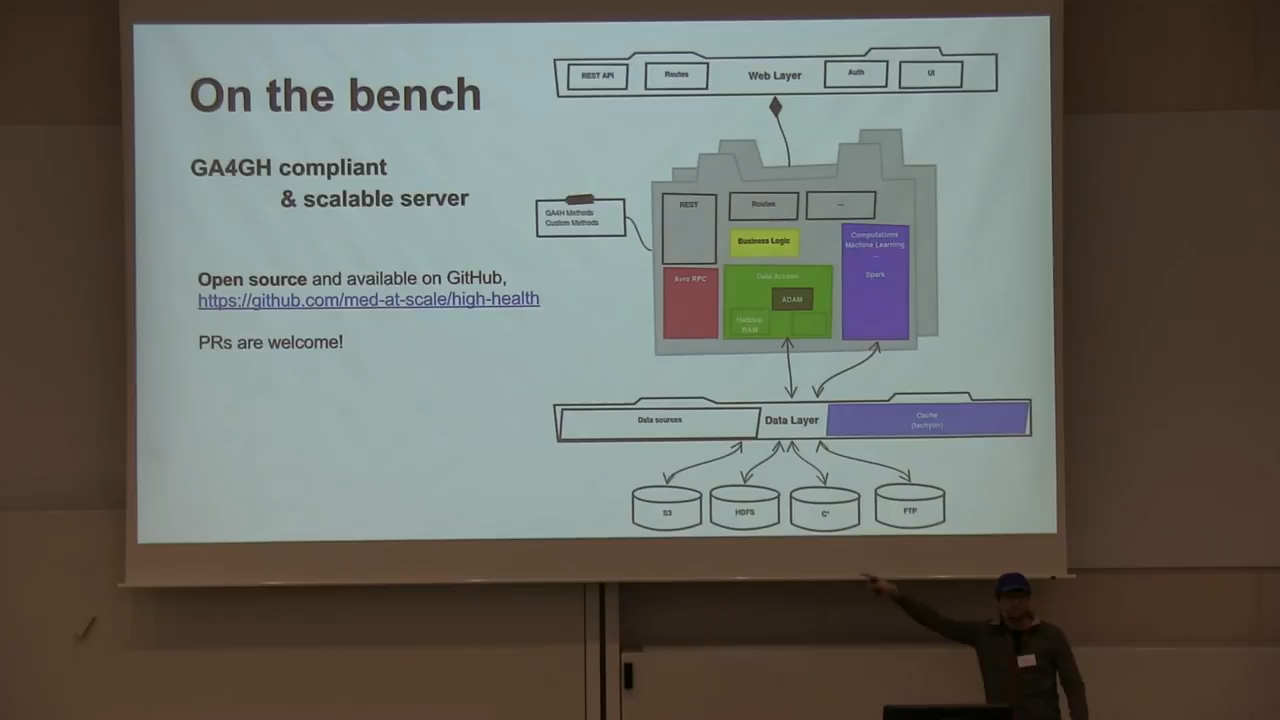 On the bench
GA4GH compliant
& scalable server
Open source and available on GitHub,
https://github.com/med-at-scale/high-health
PRs are welcome!
REST API
Routes
Web Layer
Auth
UI
GA4H Methods
Custom Methods
REST
Routes
...
Business Logic
Computations
Machine Learning
...
Spark
Avro RPC
Data Access
ADAM
Hadoop
BAM
Data sources
Data Layer
Cache
(tachyon)
S3
HDFS
C*
FTP